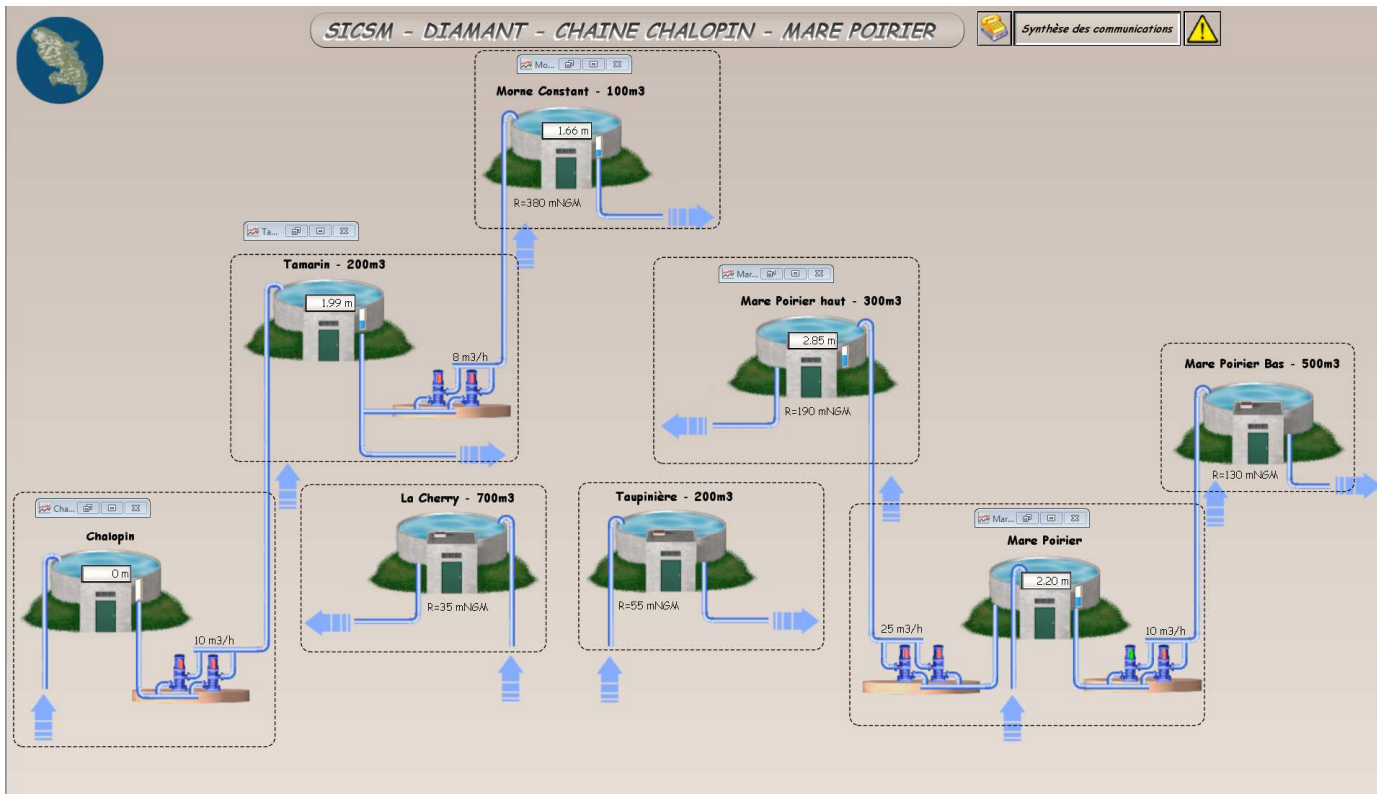 SICSM - DIAMANT - CHAINE CHALOPIN - MARE POIRIER
Synthèse des communications
Mo...
Morne Constant - 100m3
1.66 m
R=380 mNGM
Ta...
Tamarin - 200m3
1.99 m
8 m3/h
Mar...
Mare Poirier haut - 300m3
2.85 m
R=190 mNGM
Mare Poirier Bas - 500m3
R=130 mNGM
Cha...
Chalopin
0 m
10 m3/h
La Cherry - 700m3
R=35 mNGM
Taupinière - 200m3
R=55 mNGM
Mar...
Mare Poirier
2.20 m
25 m3/h
10 m3/h